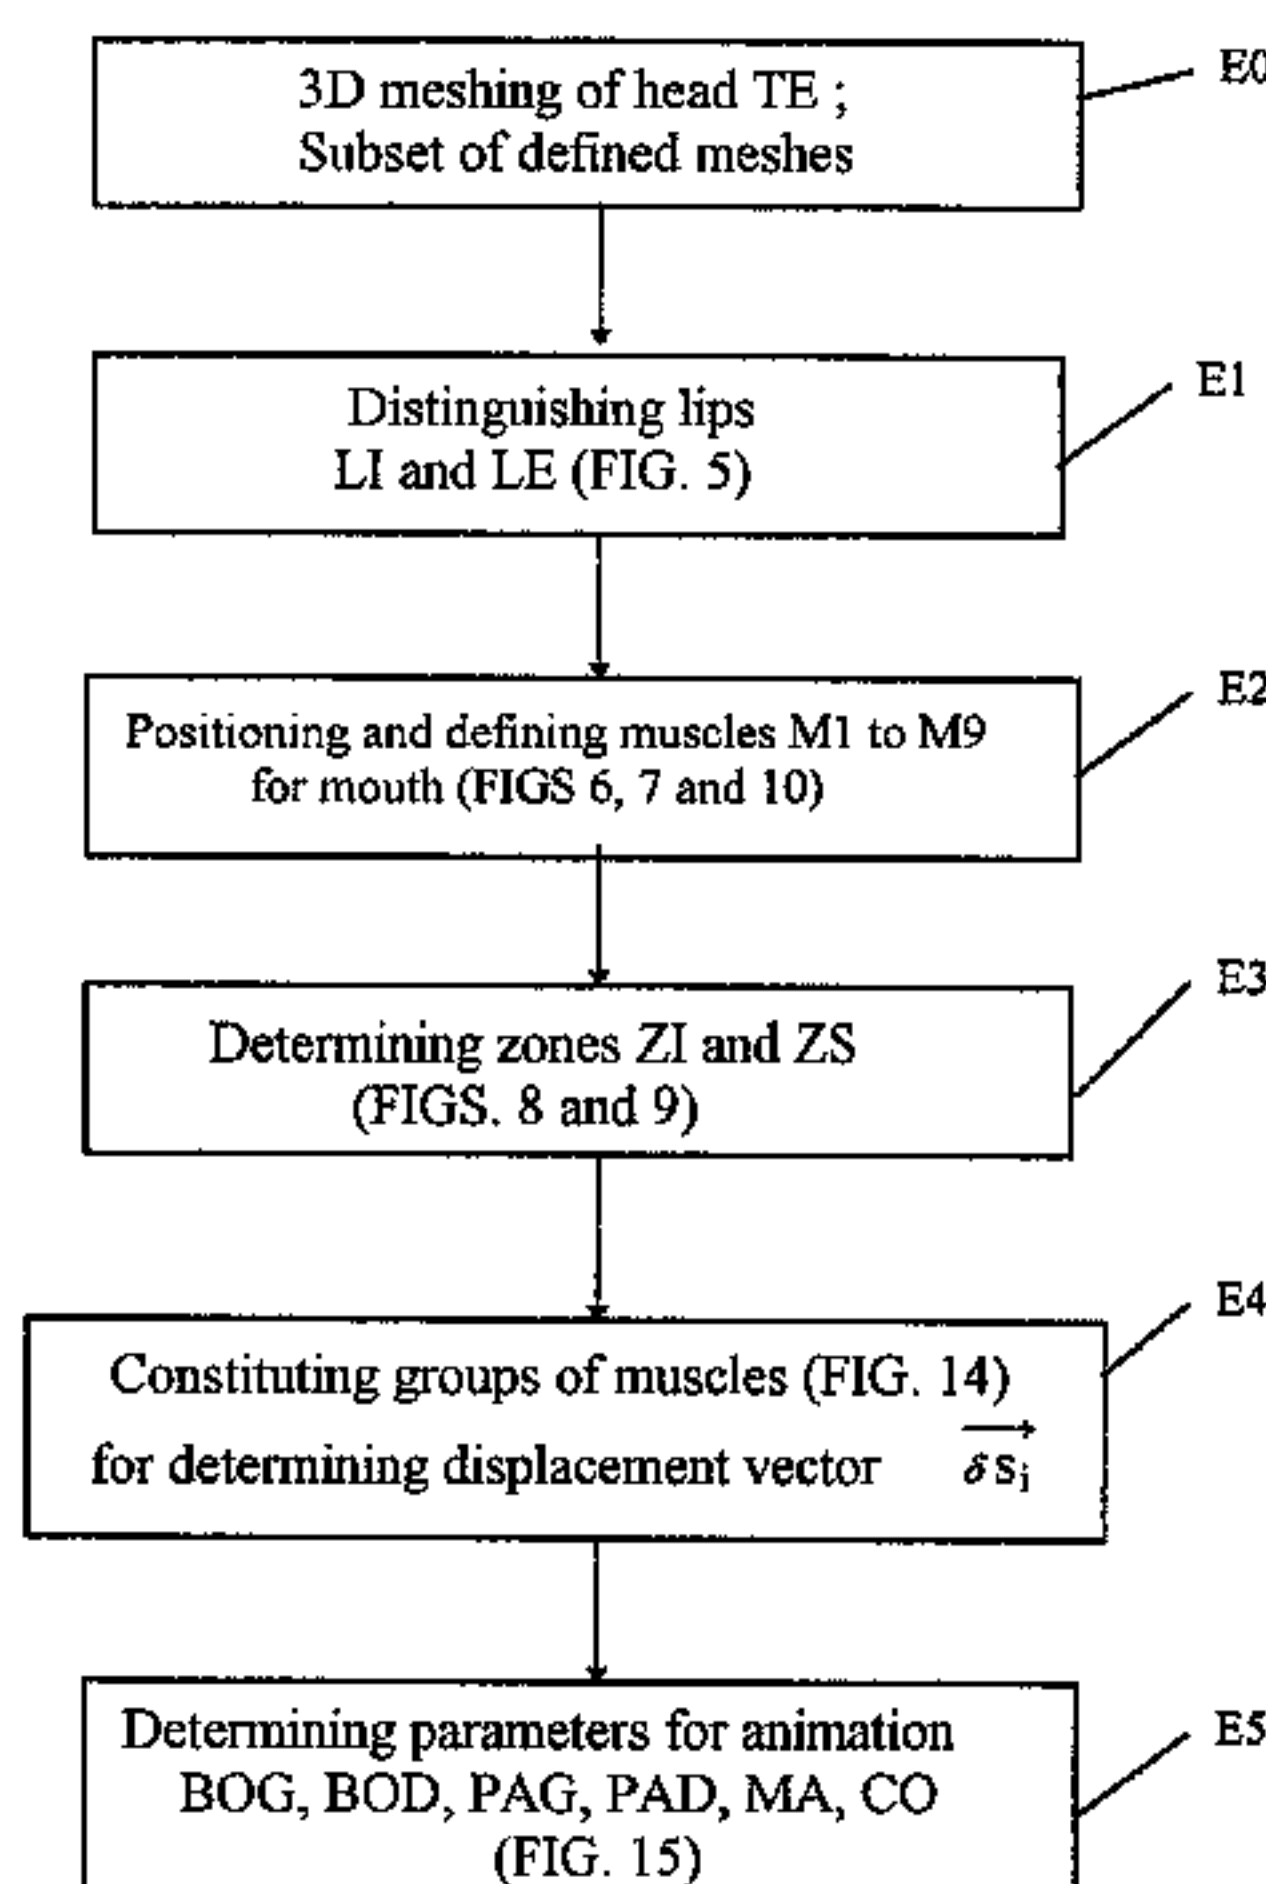 3D meshing of head TE ;
Subset of defined meshes
E0
Distinguishing lips
LI and LE (FIG. 5)
E1
Positioning and defining muscles M1 to M9
for mouth (FIGS 6, 7 and 10)
E2
Determining zones ZI and ZS
(FIGS. 8 and 9)
E3
Constituting groups of muscles (FIG. 14)
for determining displacement vector δsᵢ
E4
Determining parameters for animation
BOG, BOD, PAG, PAD, MA, CO
(FIG. 15)
E5